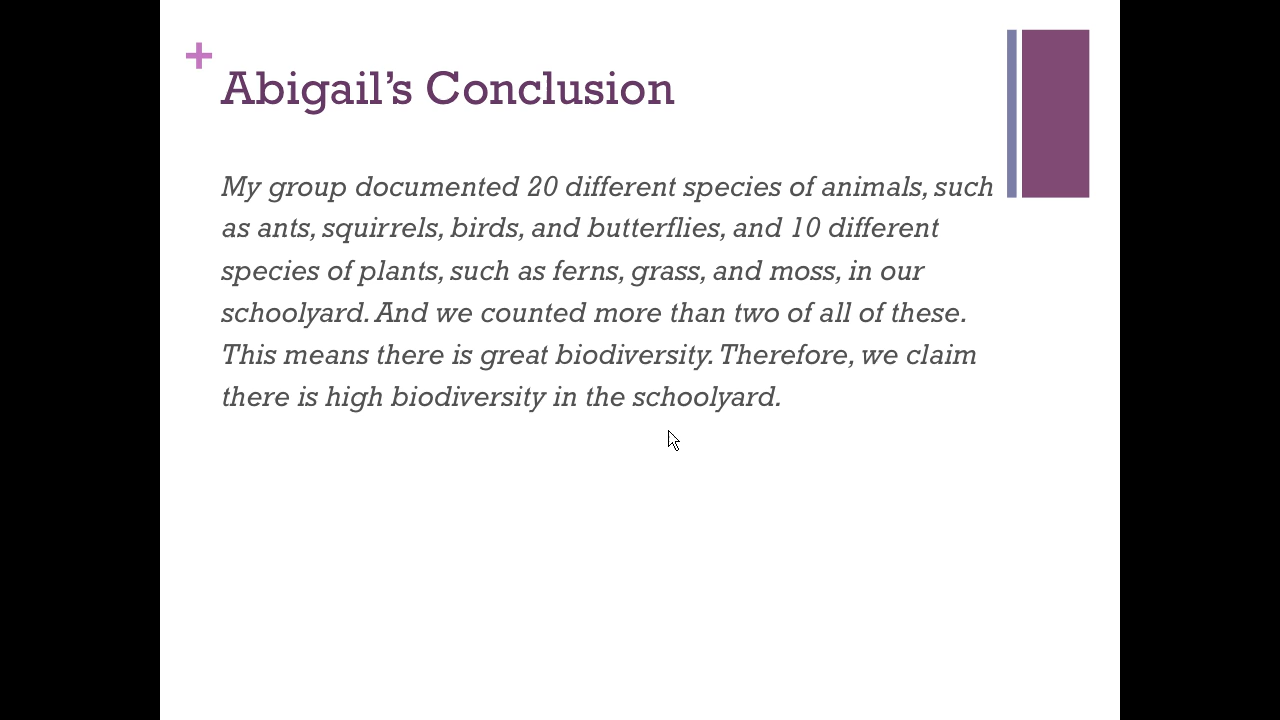 +
Abigail’s Conclusion
My group documented 20 different species of animals, such
as ants, squirrels, birds, and butterflies, and 10 different
species of plants, such as ferns, grass, and moss, in our
schoolyard. And we counted more than two of all of these.
This means there is great biodiversity. Therefore, we claim
there is high biodiversity in the schoolyard.